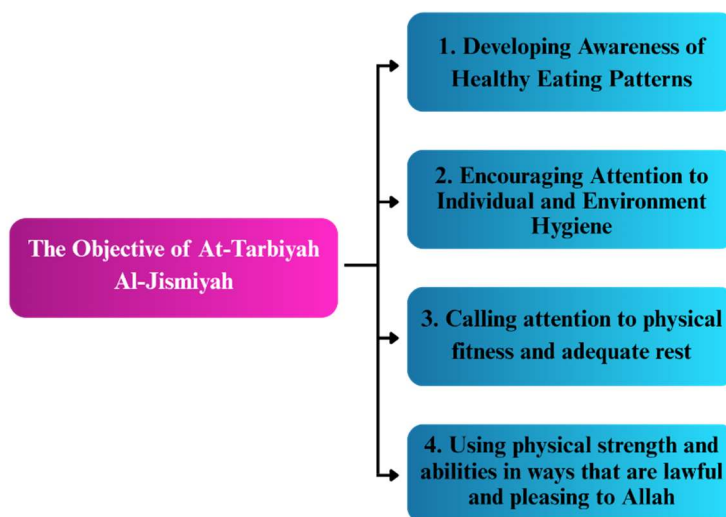 The Objective of At-Tarbiyah
Al-Jismiyah
1. Developing Awareness of
Healthy Eating Patterns
2. Encouraging Attention to
Individual and Environment
Hygiene
3. Calling attention to physical
fitness and adequate rest
4. Using physical strength and
abilities in ways that are lawful
and pleasing to Allah